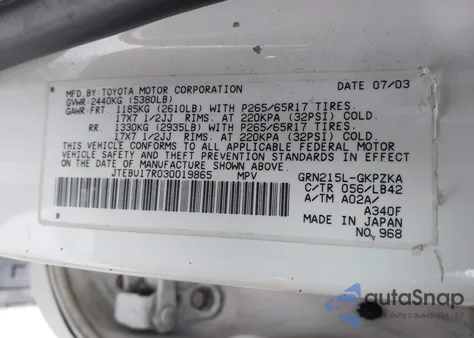 MFD.BY:TOYOTA MOTOR CORPORATION DATE 07/03
GVWR:2440KG (5380LB)
GAWR:FRT. 1185KG (2610LB) WITH P265/65R17 TIRES.
17X7 1/2JJ RIMS. AT 220KPA (32PSI) COLD.
RR. 1330KG (2935LB) WITH P265/65R17 TIRES.
17X7 1/2JJ RIMS. AT 220KPA (32PSI) COLD.
THIS VEHICLE CONFORMS TO ALL APPLICABLE FEDERAL
MOTOR VEHICLE SAFETY AND THEFT PREVENTION
STANDARDS IN EFFECT ON THE DATE OF MANUFACTURE
SHOWN ABOVE.
JTEBU17R030019865 MPV GRN215L-GKPZKA
C/TR 056/LB42
A/TM A02A/
A340F
MADE IN JAPAN
NO. 968
autaSnap